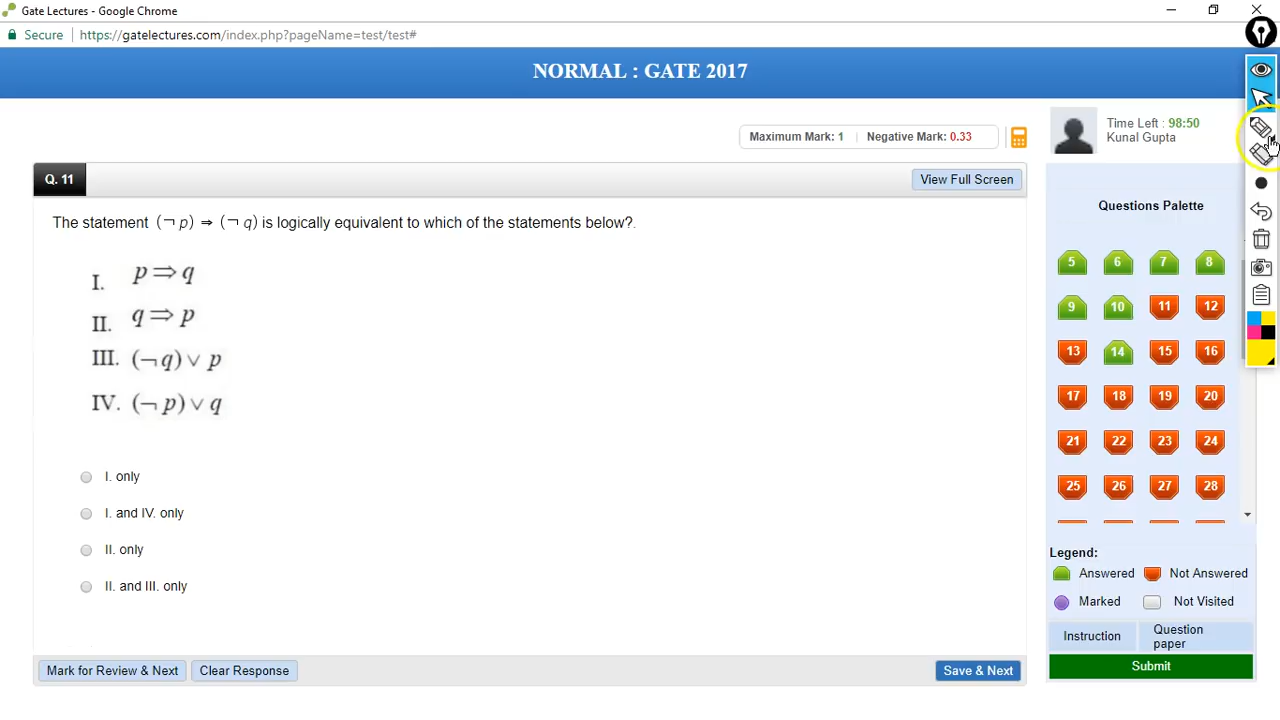 Gate Lectures - Google Chrome
Secure | https://gatelectures.com/index.php?pageName=test/test#
NORMAL : GATE 2017
Maximum Mark: 1 | Negative Mark: 0.33
Time Left : 98:50
Kunal Gupta
Q. 11
View Full Screen
The statement (¬ p) ⇒ (¬ q) is logically equivalent to which of the statements below?.
I. p ⇒ q
II. q ⇒ p
III. (¬ q) ∨ p
IV. (¬ p) ∨ q
I. only
I. and IV. only
II. only
II. and III. only
Mark for Review & Next
Clear Response
Save & Next
Questions Palette
5 6 7 8
9 10 11 12
13 14 15 16
17 18 19 20
21 22 23 24
25 26 27 28
Legend:
Answered Not Answered
Marked Not Visited
Instruction
Question
paper
Submit